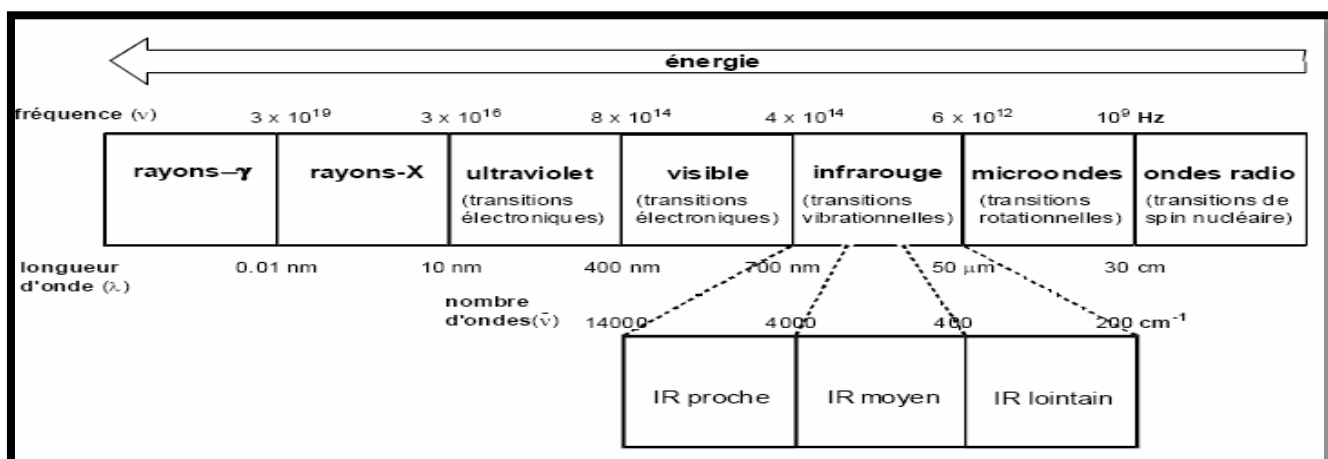 énergie
fréquence (ν) 3 x 10¹⁹ 3 x 10¹⁶ 8 x 10¹⁴ 4 x 10¹⁴ 6 x 10¹² 10⁹ Hz
rayons–γ rayons-X ultraviolet visible infrarouge microondes ondes radio
(transitions (transitions (transitions (transitions (transitions de
électroniques) électroniques) vibrationnelles) rotationnelles) spin nucléaire)
longueur 0.01 nm 10 nm 400 nm 700 nm 50 μm 30 cm
d'onde (λ)
nombre
d'ondes(ν̄) 14000 4000 400 200 cm⁻¹
IR proche IR moyen IR lointain